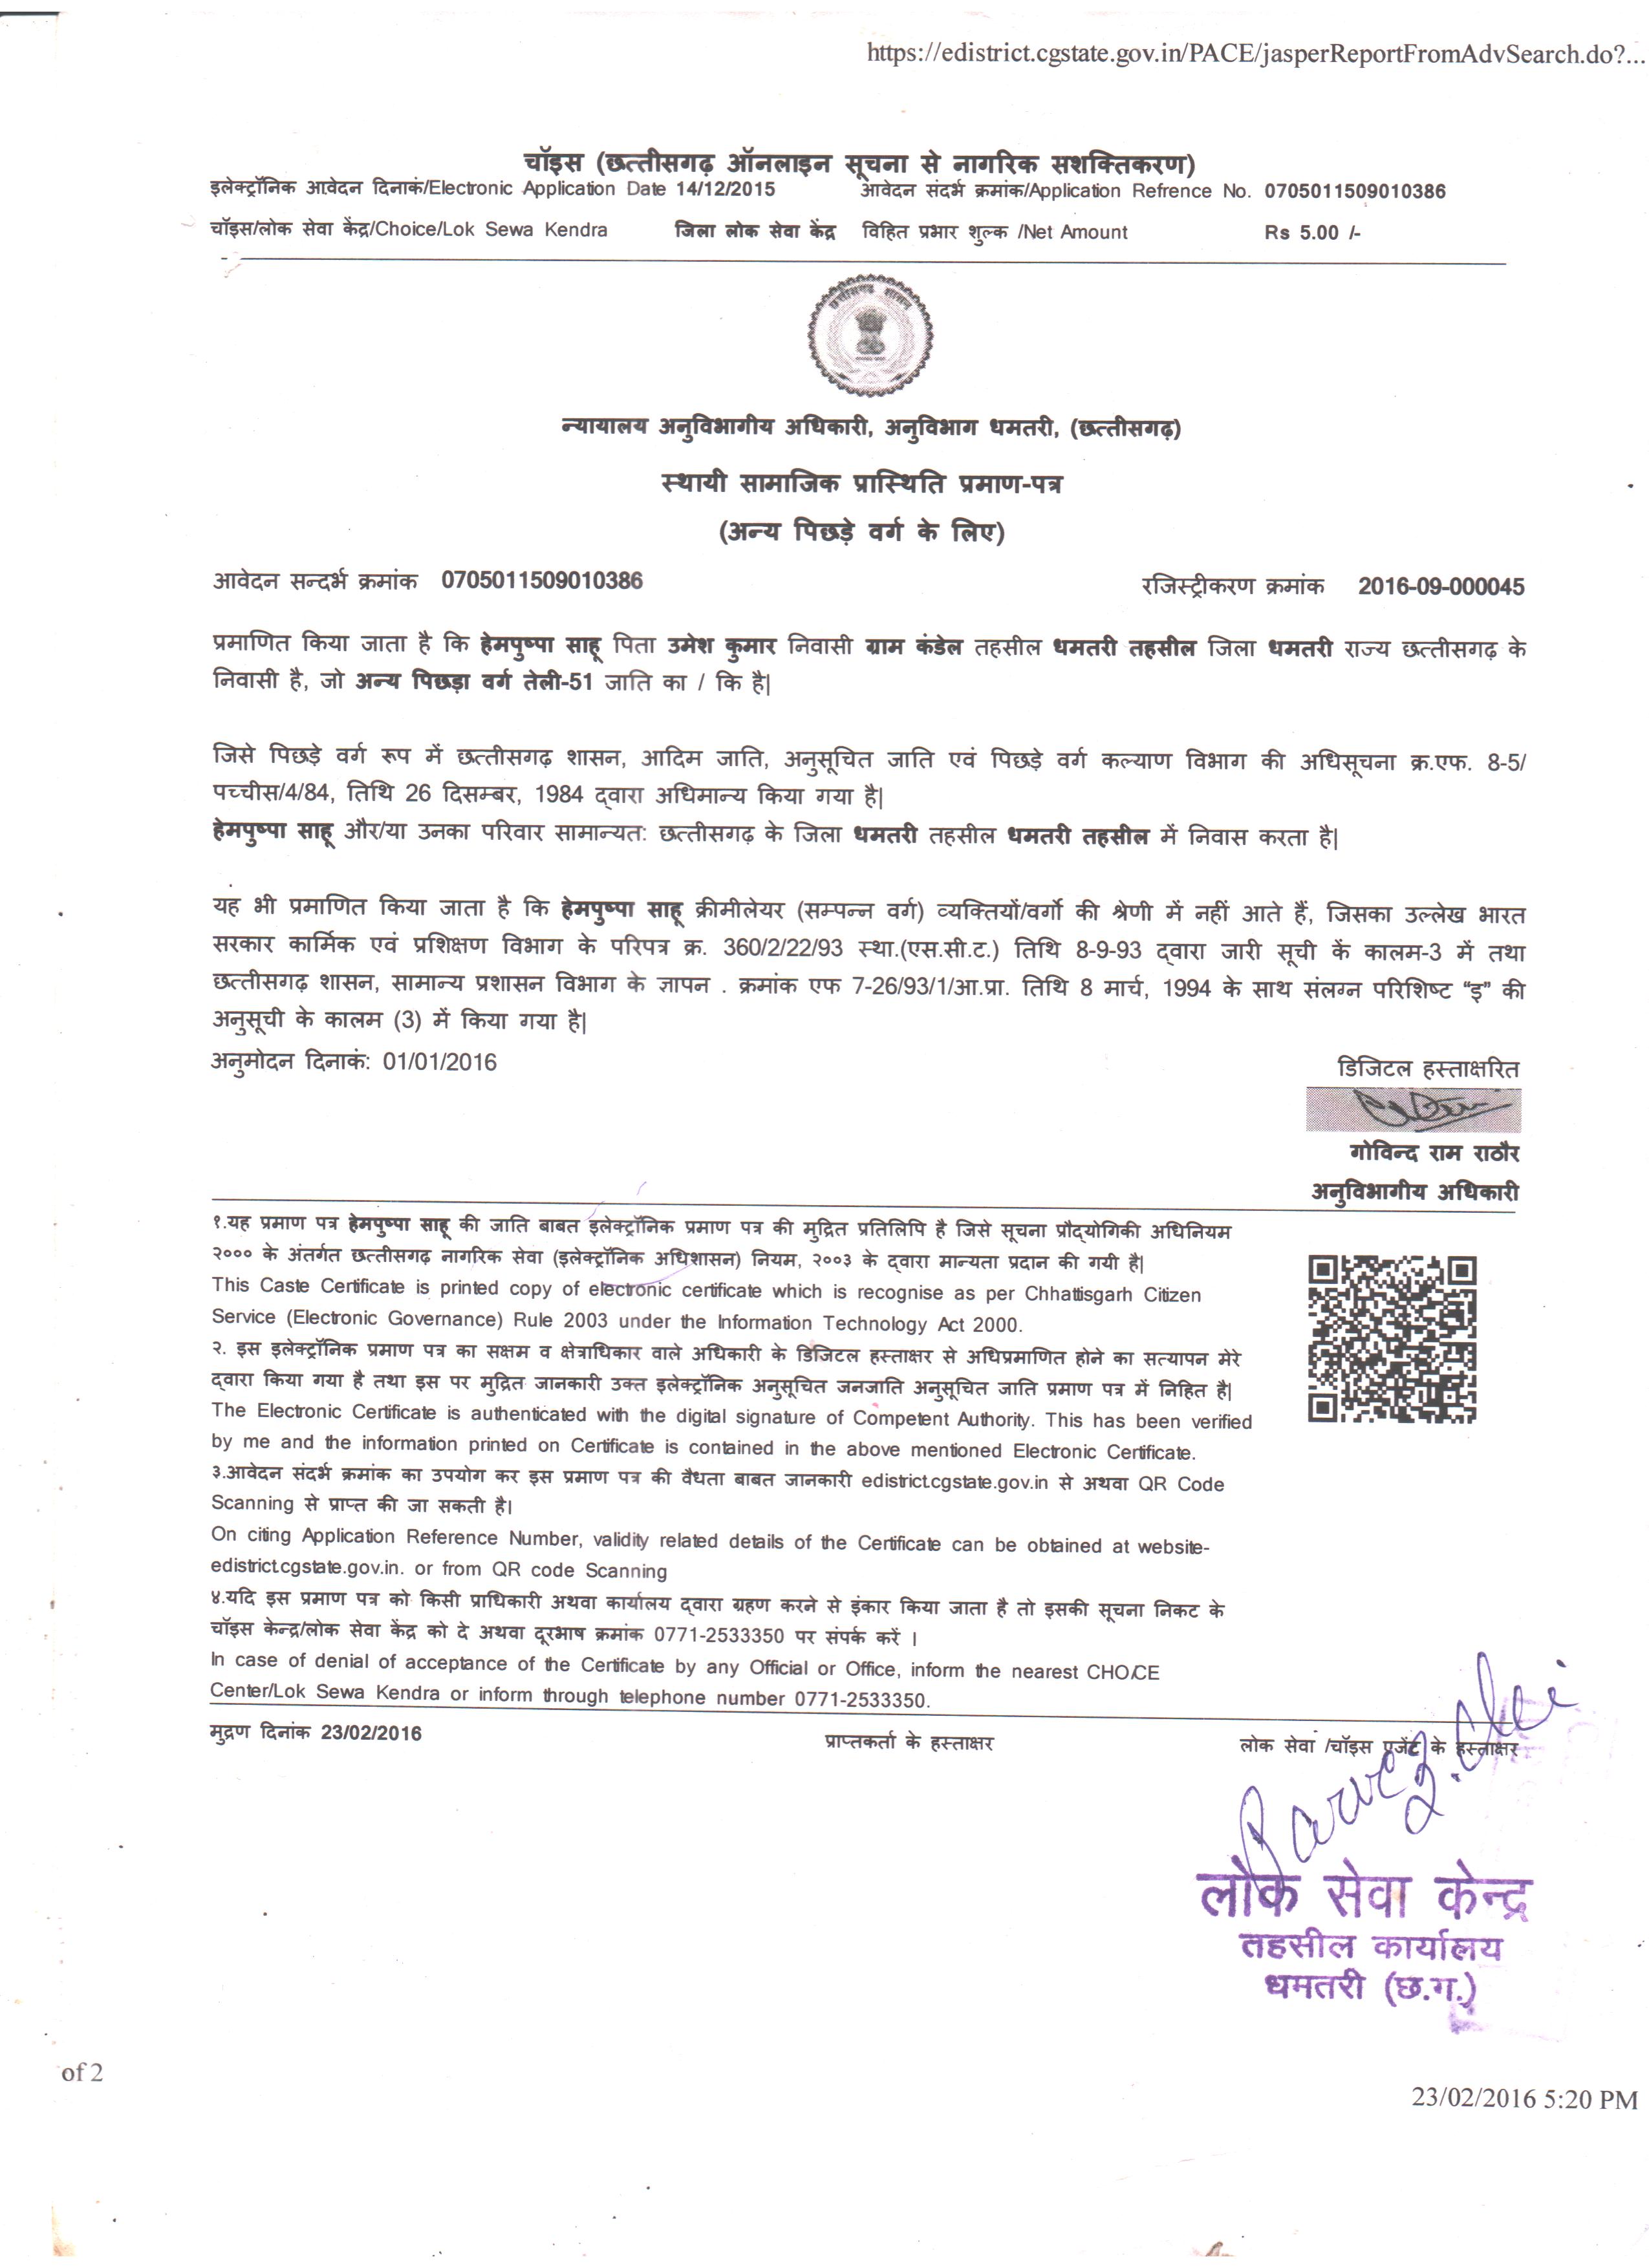 https://edistrict.cgstate.gov.in/PACE/jasperReportFromAdvSearch.do?...
चॉइस (छत्तीसगढ़ ऑनलाइन सूचना से नागरिक सशक्तिकरण)
इलेक्ट्रॉनिक आवेदन दिनाकं/Electronic Application Date 14/12/2015 आवेदन संदर्भ क्रमांक/Application Refrence No. 0705011509010386
चॉइस/लोक सेवा केंद्र/Choice/Lok Sewa Kendra जिला लोक सेवा केंद्र विहित प्रभार शुल्क /Net Amount Rs 5.00 /-
छत्तीसगढ़ शासन
न्यायालय अनुविभागीय अधिकारी, अनुविभाग धमतरी, (छत्तीसगढ़)
स्थायी सामाजिक प्रास्थिति प्रमाण-पत्र
(अन्य पिछड़े वर्ग के लिए)
आवेदन सन्दर्भ क्रमांक 0705011509010386 रजिस्ट्रीकरण क्रमांक 2016-09-000045
प्रमाणित किया जाता है कि हेमपुष्पा साहू पिता उमेश कुमार निवासी ग्राम कंडेल तहसील धमतरी तहसील जिला धमतरी राज्य छत्तीसगढ़ के
निवासी है, जो अन्य पिछड़ा वर्ग तेली-51 जाति का / कि है|
जिसे पिछड़े वर्ग रूप में छत्तीसगढ़ शासन, आदिम जाति, अनुसूचित जाति एवं पिछड़े वर्ग कल्याण विभाग की अधिसूचना क्र.एफ. 8-5/
पच्चीस/4/84, तिथि 26 दिसम्बर, 1984 द्वारा अधिमान्य किया गया है|
हेमपुष्पा साहू और/या उनका परिवार सामान्यत: छत्तीसगढ़ के जिला धमतरी तहसील धमतरी तहसील में निवास करता है|
यह भी प्रमाणित किया जाता है कि हेमपुष्पा साहू क्रीमीलेयर (सम्पन्न वर्ग) व्यक्तियों/वर्गो की श्रेणी में नहीं आते हैं, जिसका उल्लेख भारत
सरकार कार्मिक एवं प्रशिक्षण विभाग के परिपत्र क्र. 360/2/22/93 स्था.(एस.सी.ट.) तिथि 8-9-93 द्वारा जारी सूची कें कालम-3 में तथा
छत्तीसगढ़ शासन, सामान्य प्रशासन विभाग के ज्ञापन . क्रमांक एफ 7-26/93/1/आ.प्रा. तिथि 8 मार्च, 1994 के साथ संलग्न परिशिष्ट “इ” की
अनुसूची के कालम (3) में किया गया है|
अनुमोदन दिनाकं: 01/01/2016 डिजिटल हस्ताक्षरित
गोविन्द राम राठौर
अनुविभागीय अधिकारी
१.यह प्रमाण पत्र हेमपुष्पा साहू की जाति बाबत इलेक्ट्रॉनिक प्रमाण पत्र की मुद्रित प्रतिलिपि है जिसे सूचना प्रौद्योगिकी अधिनियम
२००० के अंतर्गत छत्तीसगढ़ नागरिक सेवा (इलेक्ट्रॉनिक अधिशासन) नियम, २००३ के द्वारा मान्यता प्रदान की गयी है|
This Caste Certificate is printed copy of electronic certificate which is recognise as per Chhattisgarh Citizen
Service (Electronic Governance) Rule 2003 under the Information Technology Act 2000.
२. इस इलेक्ट्रॉनिक प्रमाण पत्र का सक्षम व क्षेत्राधिकार वाले अधिकारी के डिजिटल हस्ताक्षर से अधिप्रमाणित होने का सत्यापन मेरे
द्वारा किया गया है तथा इस पर मुद्रित जानकारी उक्त इलेक्ट्रॉनिक अनुसूचित जनजाति अनुसूचित जाति प्रमाण पत्र में निहित है|
The Electronic Certificate is authenticated with the digital signature of Competent Authority. This has been verified
by me and the information printed on Certificate is contained in the above mentioned Electronic Certificate.
३.आवेदन संदर्भ क्रमांक का उपयोग कर इस प्रमाण पत्र की वैधता बाबत जानकारी edistrict.cgstate.gov.in से अथवा QR Code
Scanning से प्राप्त की जा सकती है।
On citing Application Reference Number, validity related details of the Certificate can be obtained at website-
edistrict.cgstate.gov.in. or from QR code Scanning
४.यदि इस प्रमाण पत्र को किसी प्राधिकारी अथवा कार्यालय द्वारा ग्रहण करने से इंकार किया जाता है तो इसकी सूचना निकट के
चॉइस केन्द्र/लोक सेवा केंद्र को दे अथवा दूरभाष क्रमांक 0771-2533350 पर संपर्क करें ।
In case of denial of acceptance of the Certificate by any Official or Office, inform the nearest CHOiCE
Center/Lok Sewa Kendra or inform through telephone number 0771-2533350.
मुद्रण दिनांक 23/02/2016 प्राप्तकर्ता के हस्ताक्षर लोक सेवा /चॉइस एजेंट के हस्ताक्षर
लोक सेवा केन्द्र
तहसील कार्यालय
धमतरी (छ.ग.)
of 2
23/02/2016 5:20 PM